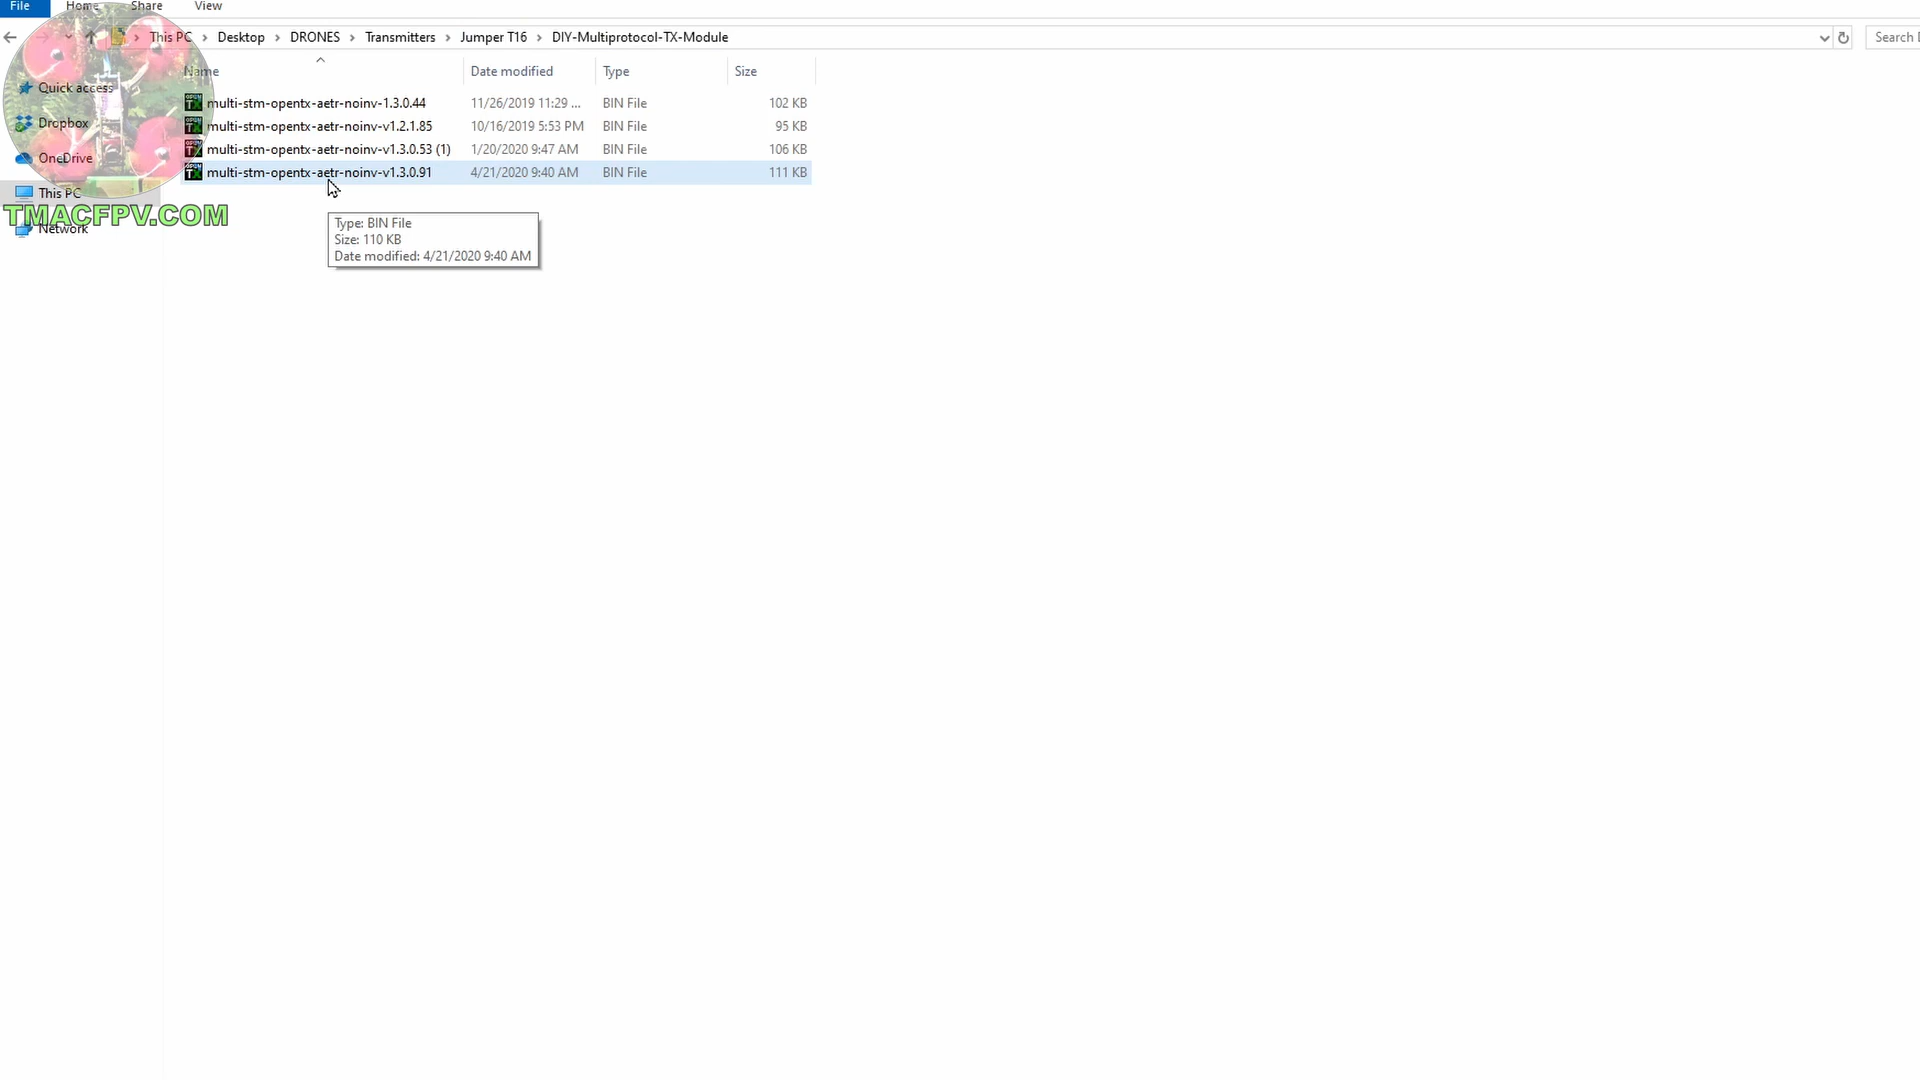 File Home Share View
This PC > Desktop > DRONES > Transmitters > Jumper T16 > DIY-Multiprotocol-TX-Module
Search D
Name Date modified Type Size
Quick access
multi-stm-opentx-aetr-noinv-1.3.0.44 11/26/2019 11:29 ... BIN File 102 KB
Dropbox
multi-stm-opentx-aetr-noinv-v1.2.1.85 10/16/2019 5:53 PM BIN File 95 KB
multi-stm-opentx-aetr-noinv-v1.3.0.53 (1) 1/20/2020 9:47 AM BIN File 106 KB
OneDrive
multi-stm-opentx-aetr-noinv-v1.3.0.91 4/21/2020 9:40 AM BIN File 111 KB
This PC
TMACFPV.COM
Network
Type: BIN File
Size: 110 KB
Date modified: 4/21/2020 9:40 AM